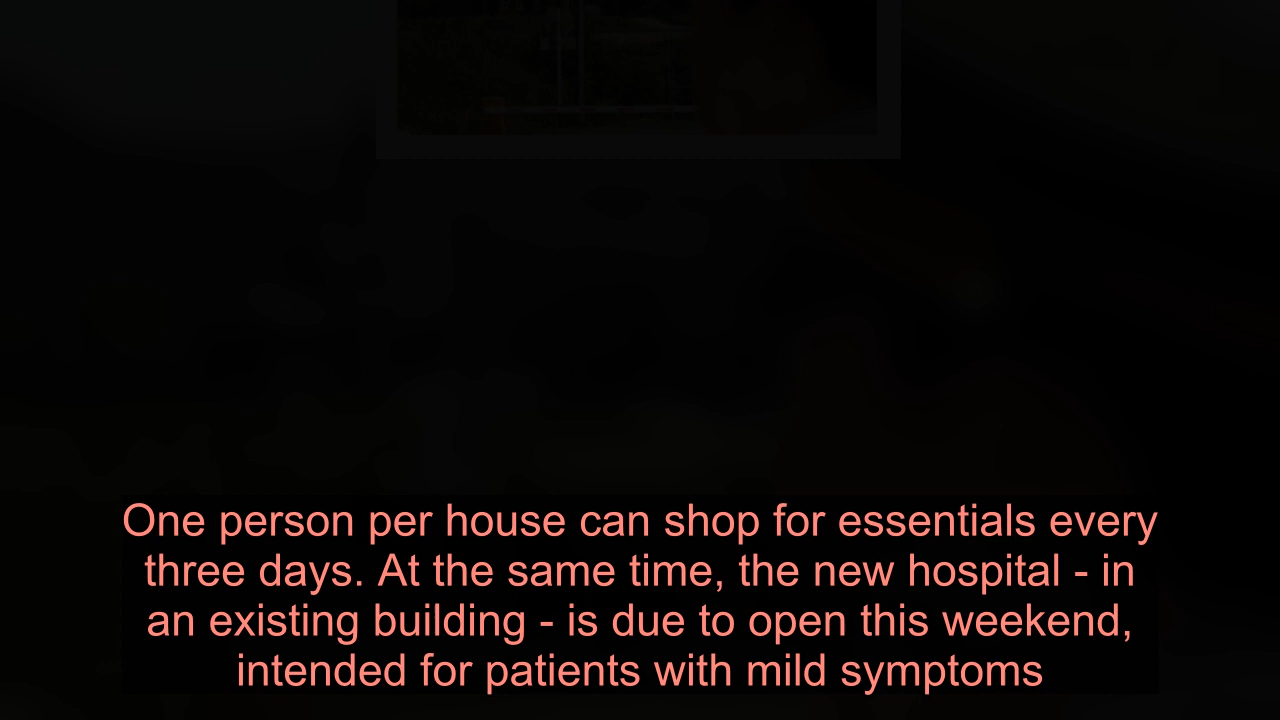 One person per house can shop for essentials every
three days. At the same time, the new hospital - in
an existing building - is due to open this weekend,
intended for patients with mild symptoms